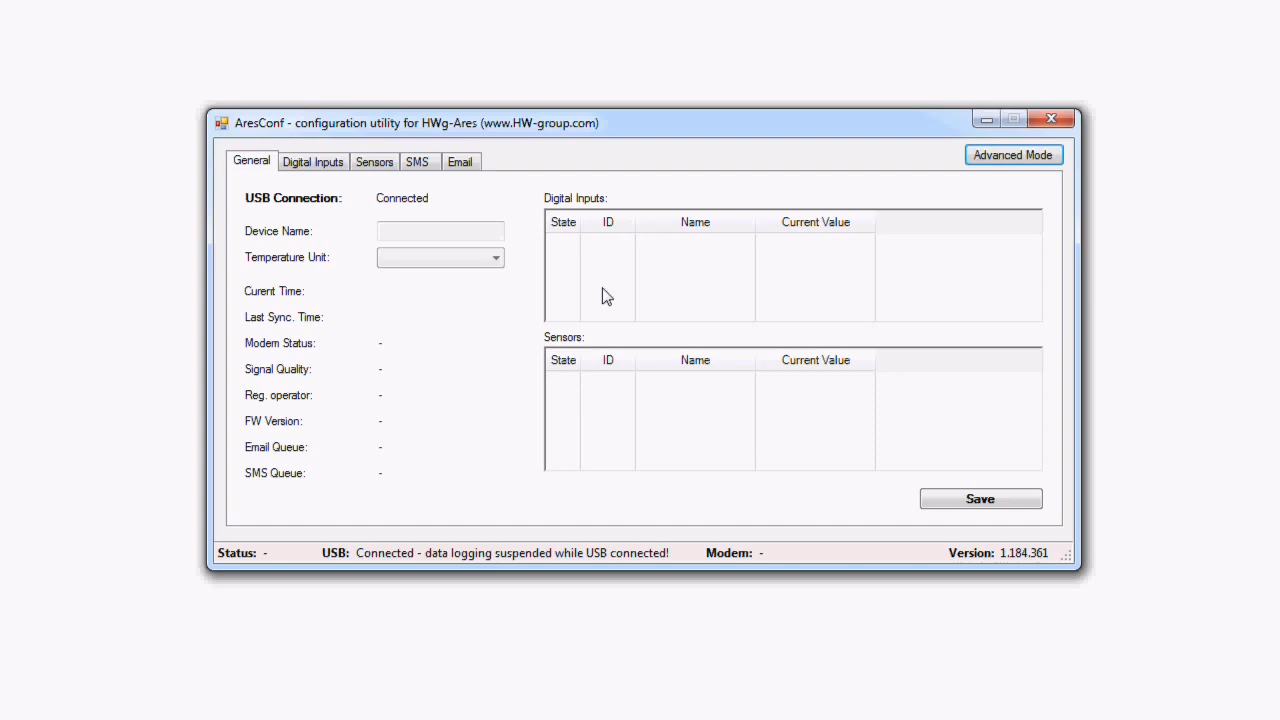 AresConf - configuration utility for HWg-Ares (www.HW-group.com)
General Digital Inputs Sensors SMS Email Advanced Mode
USB Connection: Connected
Device Name:
Temperature Unit:
Curent Time:
Last Sync. Time:
Modem Status: -
Signal Quality: -
Reg. operator: -
FW Version: -
Email Queue: -
SMS Queue: -
Digital Inputs:
State ID Name Current Value
Sensors:
State ID Name Current Value
Save
Status: - USB: Connected - data logging suspended while USB connected! Modem: - Version: 1.184.361